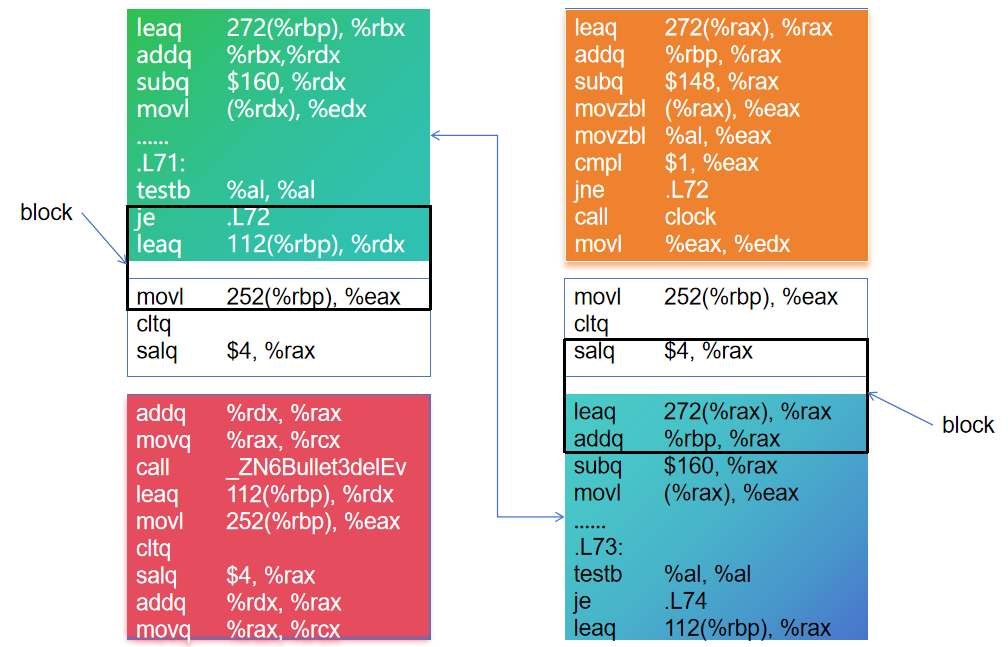 leaq 272(%rbp), %rbx
addq %rbx,%rdx
subq $160, %rdx
movl (%rdx), %edx
......
.L71:
testb %al, %al
je .L72
leaq 112(%rbp), %rdx
block
movl 252(%rbp), %eax
cltq
salq $4, %rax
addq %rdx, %rax
movq %rax, %rcx
call _ZN6Bullet3delEv
leaq 112(%rbp), %rdx
movl 252(%rbp), %eax
cltq
salq $4, %rax
addq %rdx, %rax
movq %rax, %rcx
leaq 272(%rax), %rax
addq %rbp, %rax
subq $148, %rax
movzbl (%rax), %eax
movzbl %al, %eax
cmpl $1, %eax
jne .L72
call clock
movl %eax, %edx
movl 252(%rbp), %eax
cltq
salq $4, %rax
leaq 272(%rax), %rax
addq %rbp, %rax
block
subq $160, %rax
movl (%rax), %eax
......
.L73:
testb %al, %al
je .L74
leaq 112(%rbp), %rax